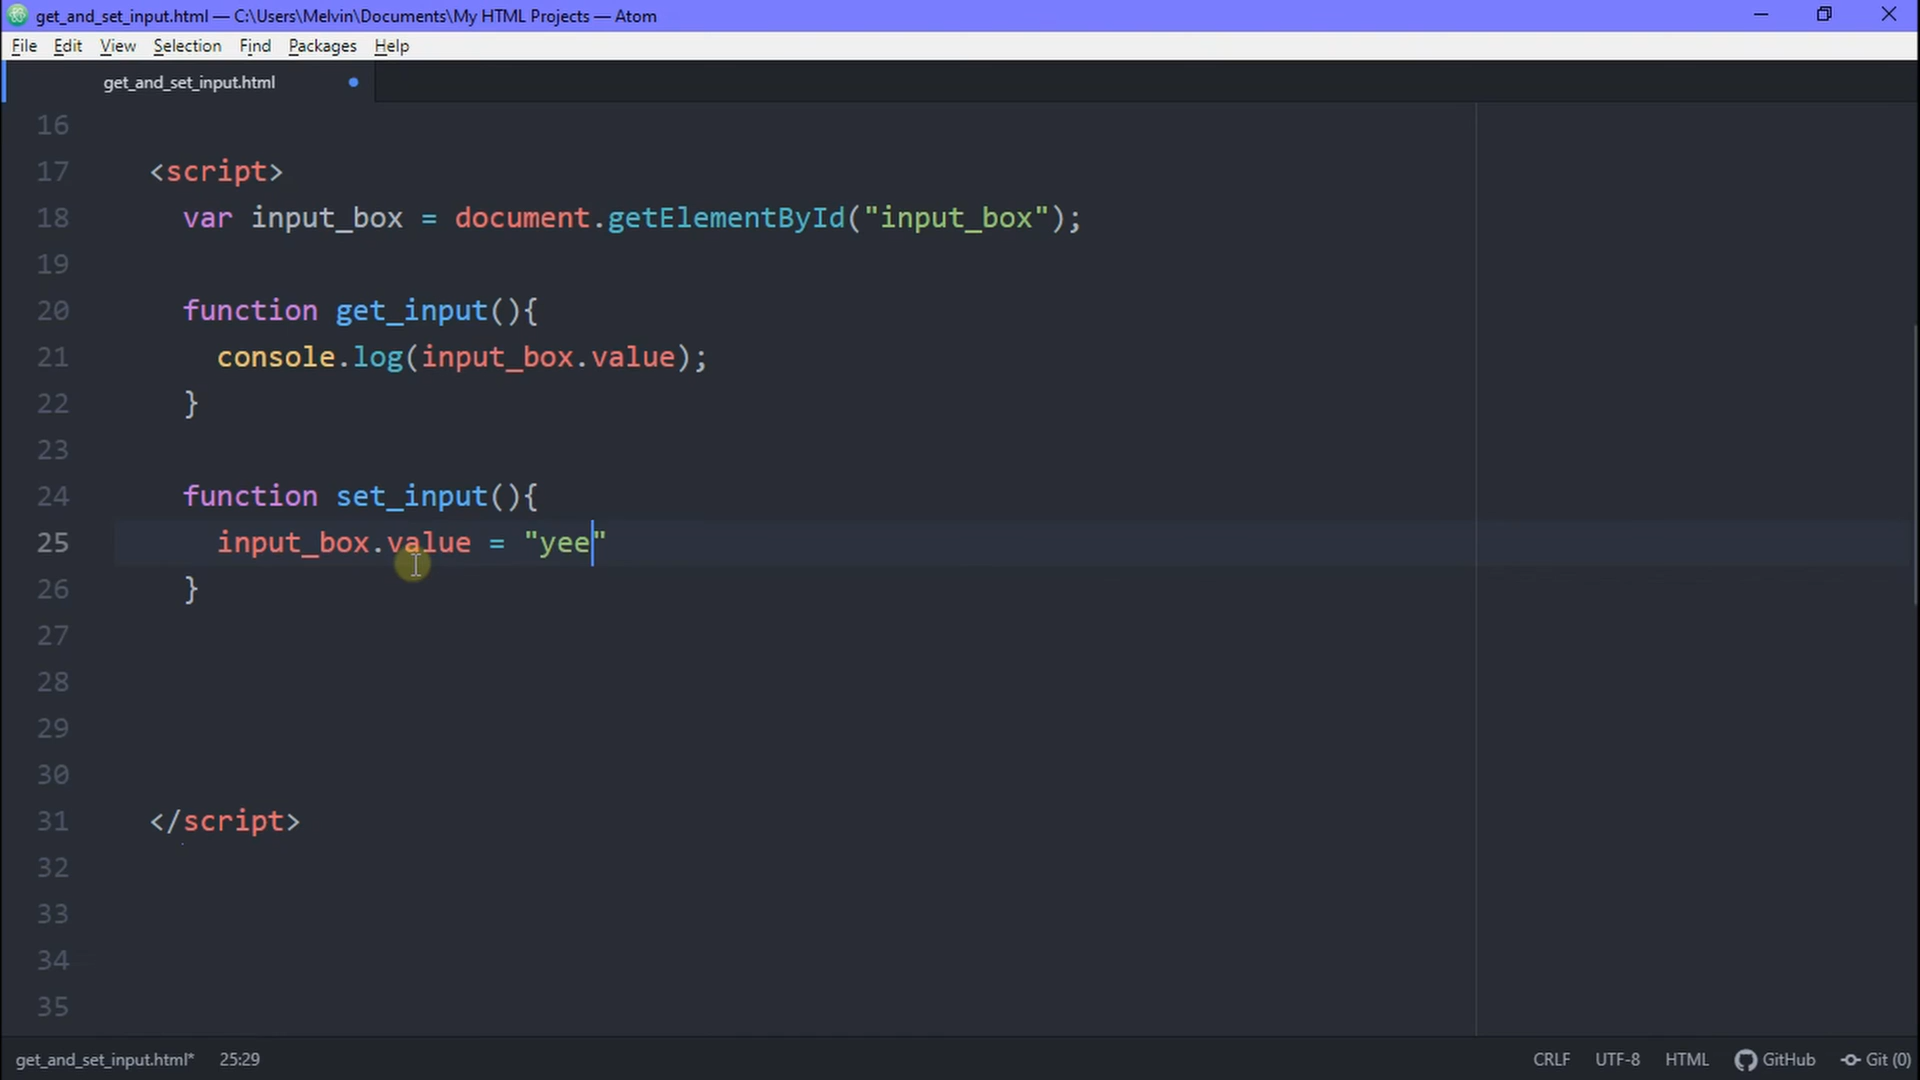 get_and_set_input.html — C:\Users\Melvin\Documents\My HTML Projects — Atom
File Edit View Selection Find Packages Help
get_and_set_input.html
16
17 <script>
18 var input_box = document.getElementById("input_box");
19
20 function get_input(){
21 console.log(input_box.value);
22 }
23
24 function set_input(){
25 input_box.value = "yee"
26 }
27
28
29
30
31 </script>
32
33
34
35
get_and_set_input.html* 25:29 CRLF UTF-8 HTML GitHub Git (0)